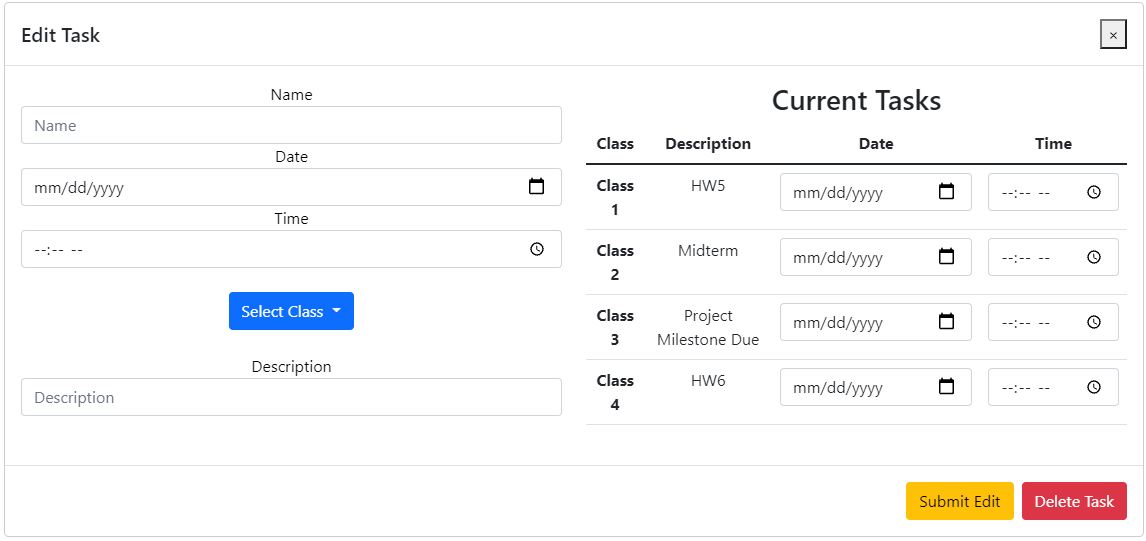 Edit Task
×
Name
Name
Date
mm/dd/yyyy
Time
--:-- --
Select Class
Description
Description
Current Tasks
Class Description Date Time
Class 1 HW5 mm/dd/yyyy --:-- --
Class 2 Midterm mm/dd/yyyy --:-- --
Class 3 Project Milestone Due mm/dd/yyyy --:-- --
Class 4 HW6 mm/dd/yyyy --:-- --
Submit Edit Delete Task